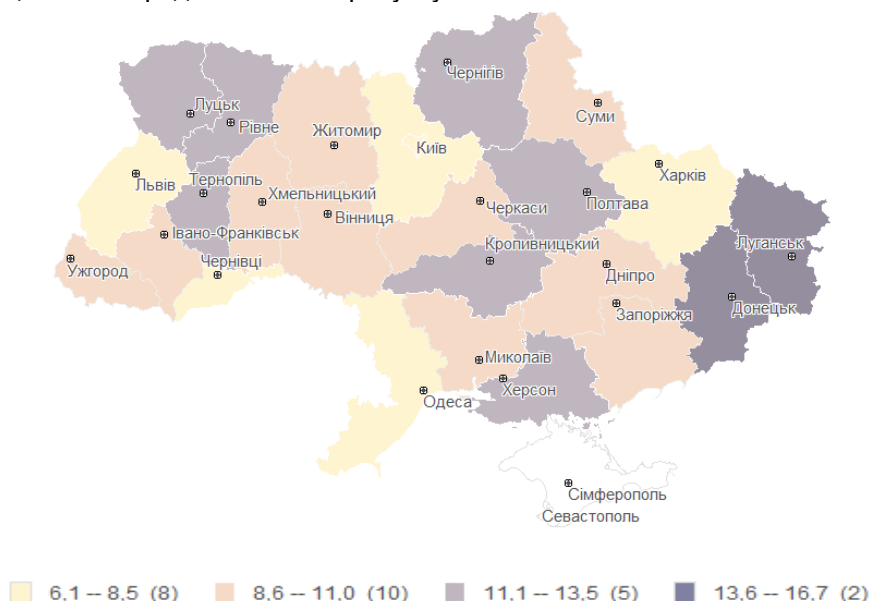 Чернігів
Луцьк
Рівне
Суми
Житомир
Київ
Львів
Тернопіль
Харків
Хмельницький
Вінниця
Черкаси
Полтава
Івано-Франківськ
Кропивницький
Луганськ
Ужгород
Чернівці
Дніпро
Запоріжжя
Донецьк
Миколаїв
Херсон
Одеса
Сімферополь
Севастополь
6,1 -- 8,5 (8) 8,6 -- 11,0 (10) 11,1 -- 13,5 (5) 13,6 -- 16,7 (2)